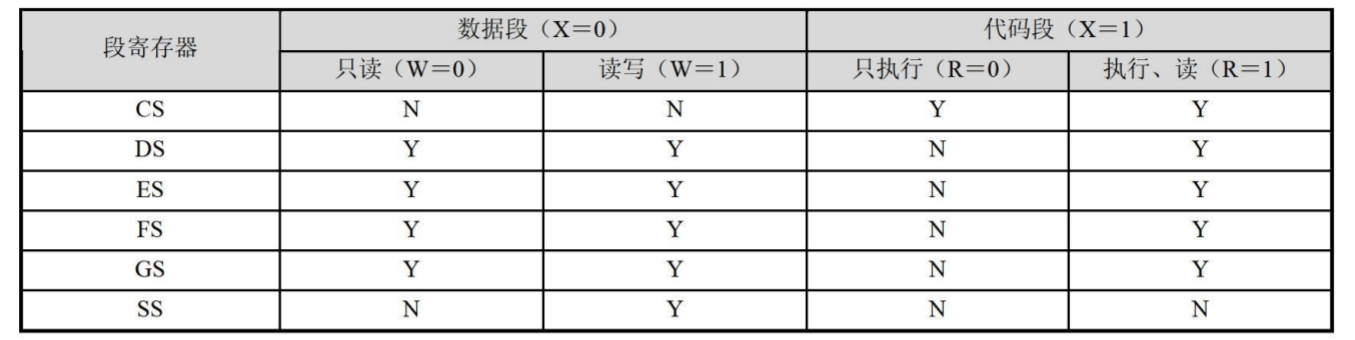 段寄存器 数据段（X＝0） 代码段（X＝1）
只读（W＝0） 读写（W＝1） 只执行（R＝0） 执行、读（R＝1）
CS N N Y Y
DS Y Y N Y
ES Y Y N Y
FS Y Y N Y
GS Y Y N Y
SS N Y N N